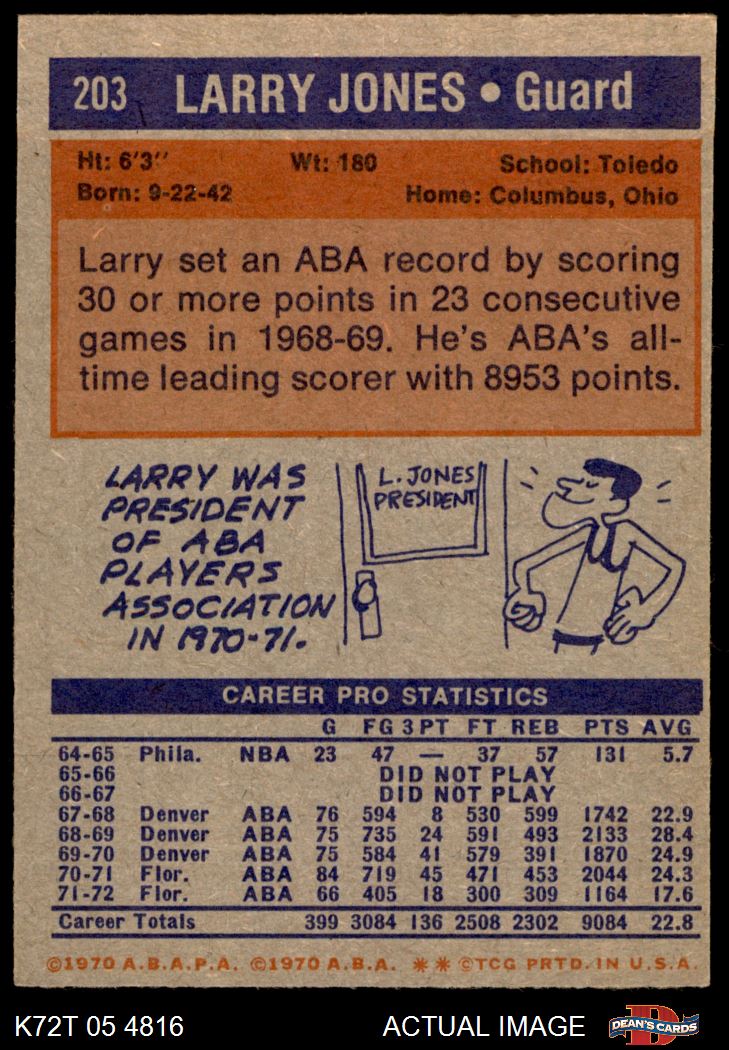 203 LARRY JONES • Guard
Ht: 6'3" Wt: 180 School: Toledo
Born: 9-22-42 Home: Columbus, Ohio
Larry set an ABA record by scoring
30 or more points in 23 consecutive
games in 1968-69. He's ABA's all-
time leading scorer with 8953 points.
LARRY WAS
PRESIDENT
OF ABA
PLAYERS
ASSOCIATION
IN 1970-71.
L. JONES
PRESIDENT
CAREER PRO STATISTICS
G FG 3 PT FT REB PTS AVG
64-65 Phila. NBA 23 47 — 37 57 131 5.7
65-66 DID NOT PLAY
66-67 DID NOT PLAY
67-68 Denver ABA 76 594 8 530 599 1742 22.9
68-69 Denver ABA 75 735 24 591 493 2133 28.4
69-70 Denver ABA 75 584 41 579 391 1870 24.9
70-71 Flor. ABA 84 719 45 471 453 2044 24.3
71-72 Flor. ABA 66 405 18 300 309 1164 17.6
Career Totals 399 3084 136 2508 2302 9084 22.8
©1970 A.B.A.P.A. ©1970 A.B.A. ** ©TCG PRTD. IN U.S.A.
K72T 05 4816 ACTUAL IMAGE DEAN'S CARDS